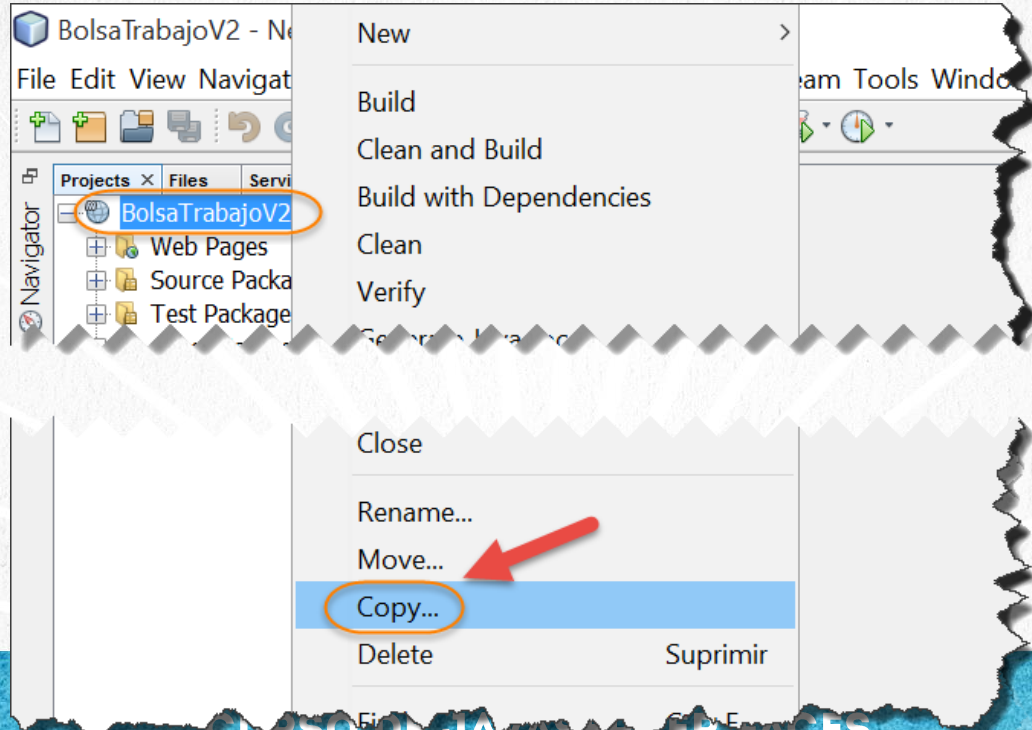 BolsaTrabajoV2 - Ne
New
File Edit View Navigat
eam Tools Windo
Build
Clean and Build
Projects × Files Servi
Build with Dependencies
BolsaTrabajoV2
Navigator
Web Pages
Clean
Source Packa
Verify
Test Package
Close
Rename...
Move...
Copy...
Delete Suprimir